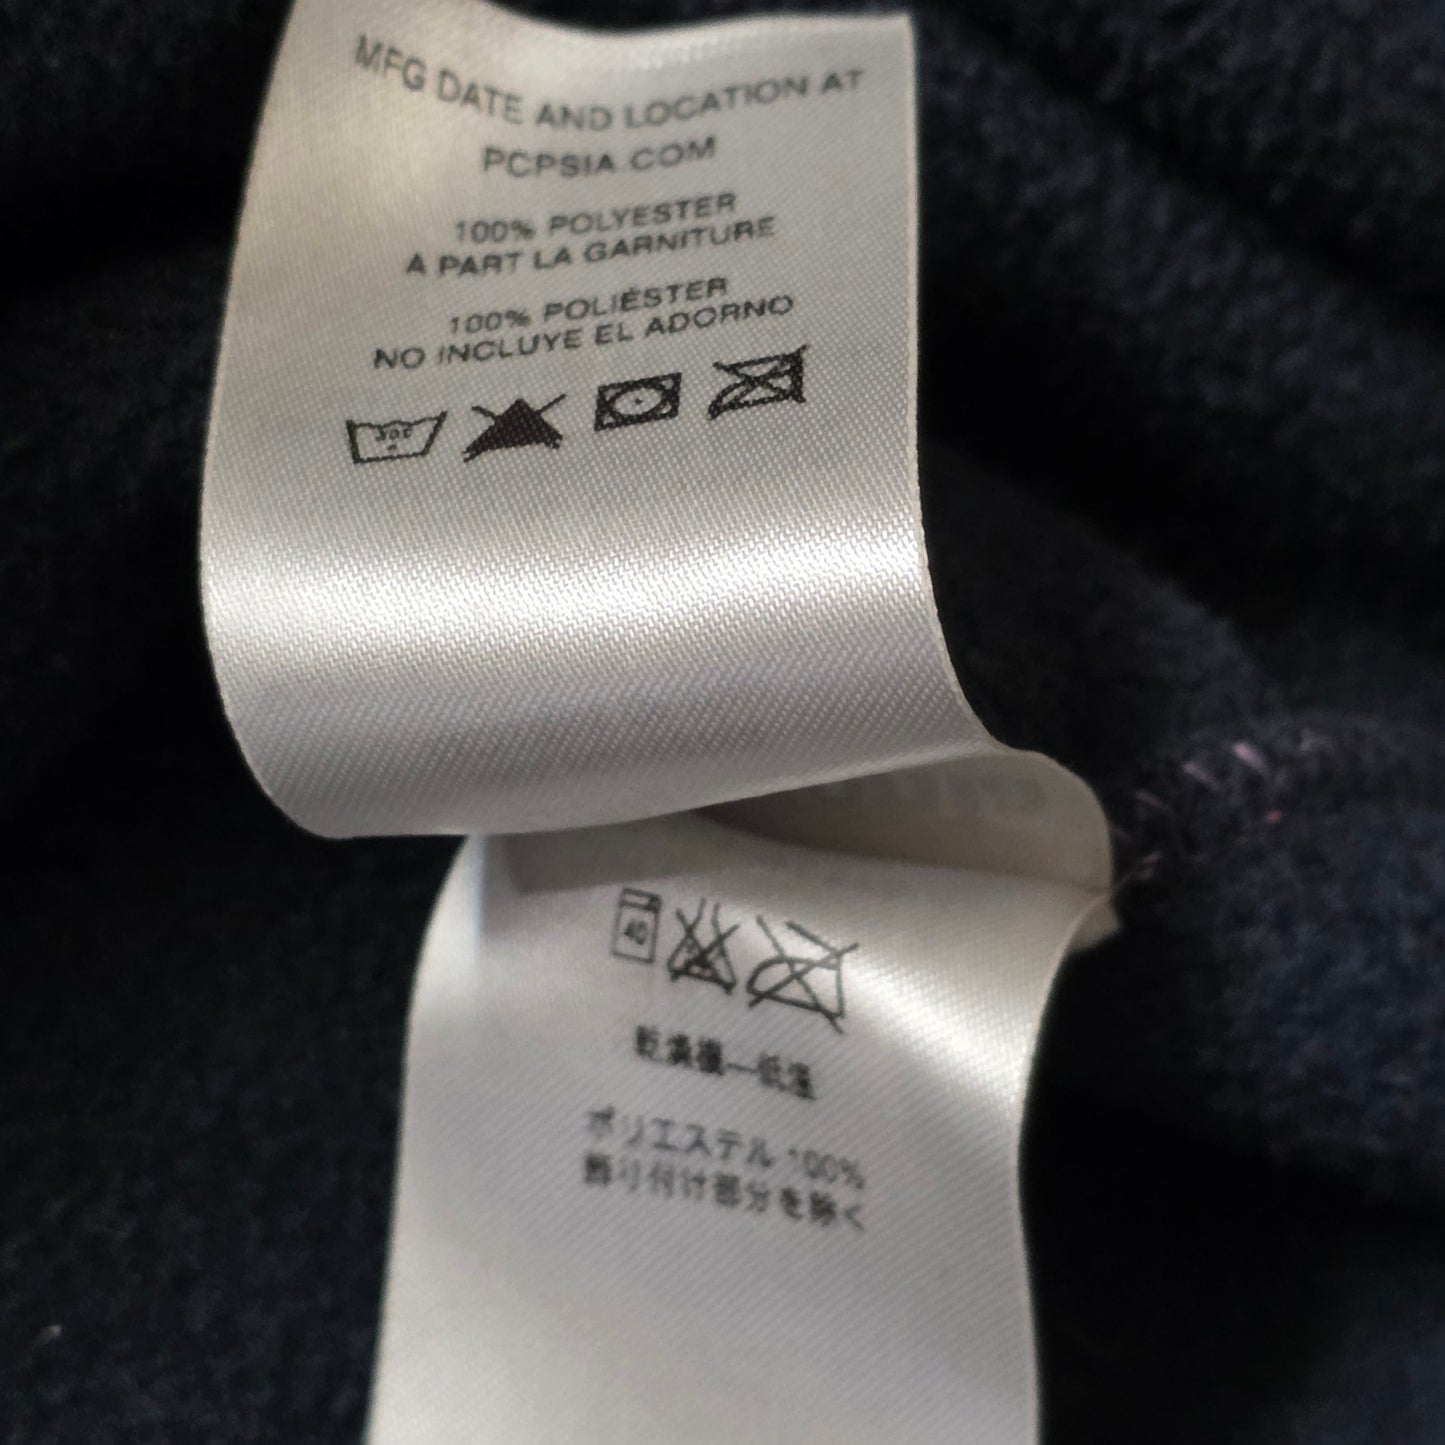 MFG DATE AND LOCATION AT
PCPSIA.COM
100% POLYESTER
À PART LA GARNITURE
100% POLIÉSTER
NO INCLUYE EL ADORNO
30C
40
乾燥機—低温
ポリエステル 100%
飾り付け部分を除く